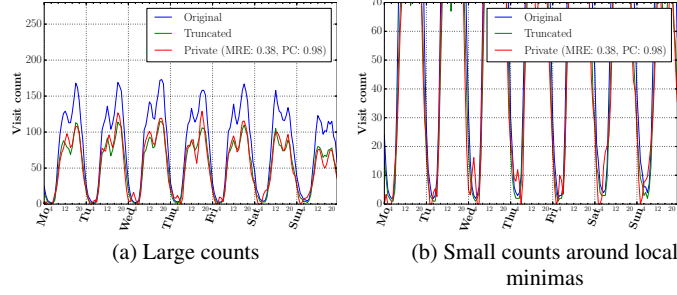 Original
Truncated
Private (MRE: 0.38, PC: 0.98)
Visit count
250
200
150
100
50
0
Mo. 12 20 Tu. 12 20 Wed. 12 20 Thu. 12 20 Fri. 12 20 Sat. 12 20 Sun. 12 20
(a) Large counts
Original
Truncated
Private (MRE: 0.38, PC: 0.98)
Visit count
70
60
50
40
30
20
10
0
Mo. 12 20 Tu. 12 20 Wed. 12 20 Thu. 12 20 Fri. 12 20 Sat. 12 20 Sun. 12 20
(b) Small counts around local
minimas